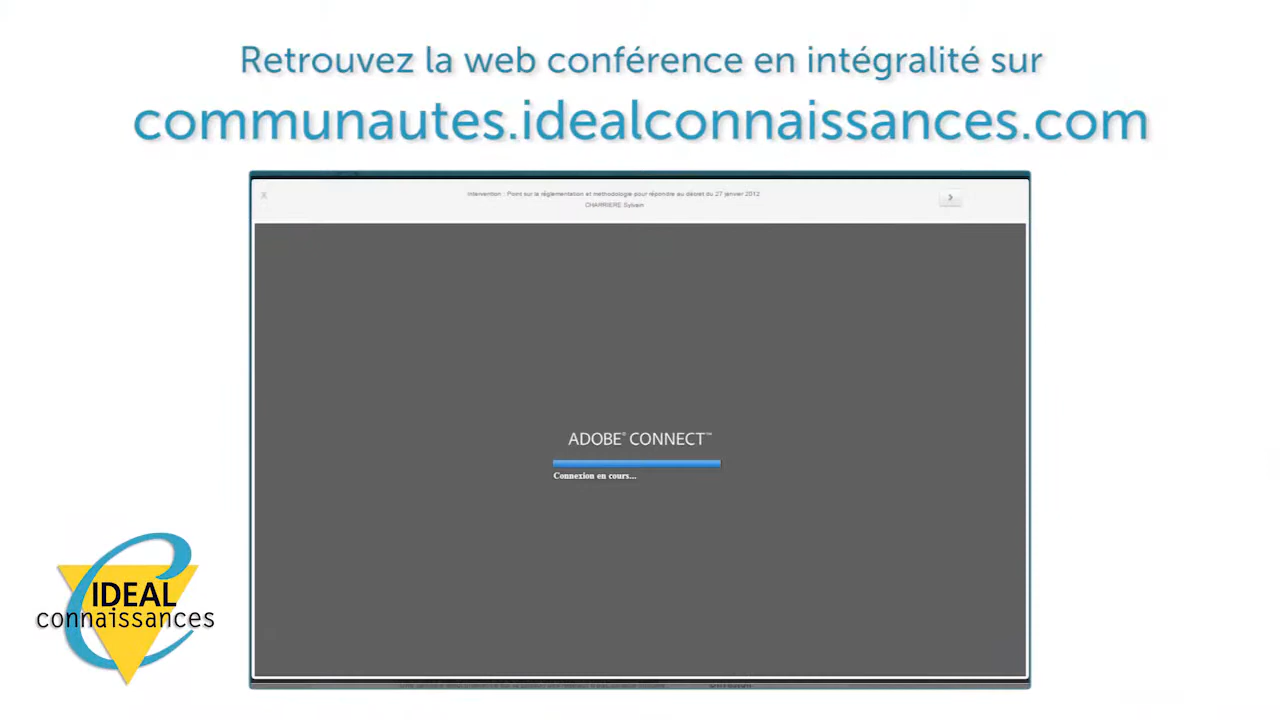 Retrouvez la web conférence en intégralité sur
communautes.idealconnaissances.com
x
Intervention : Point sur la réglementation et méthodologie pour répondre au décret du 27 janvier 2012
CHARRIERE Sylvain
>
ADOBE® CONNECT™
Connexion en cours...
IDEAL
connaissances